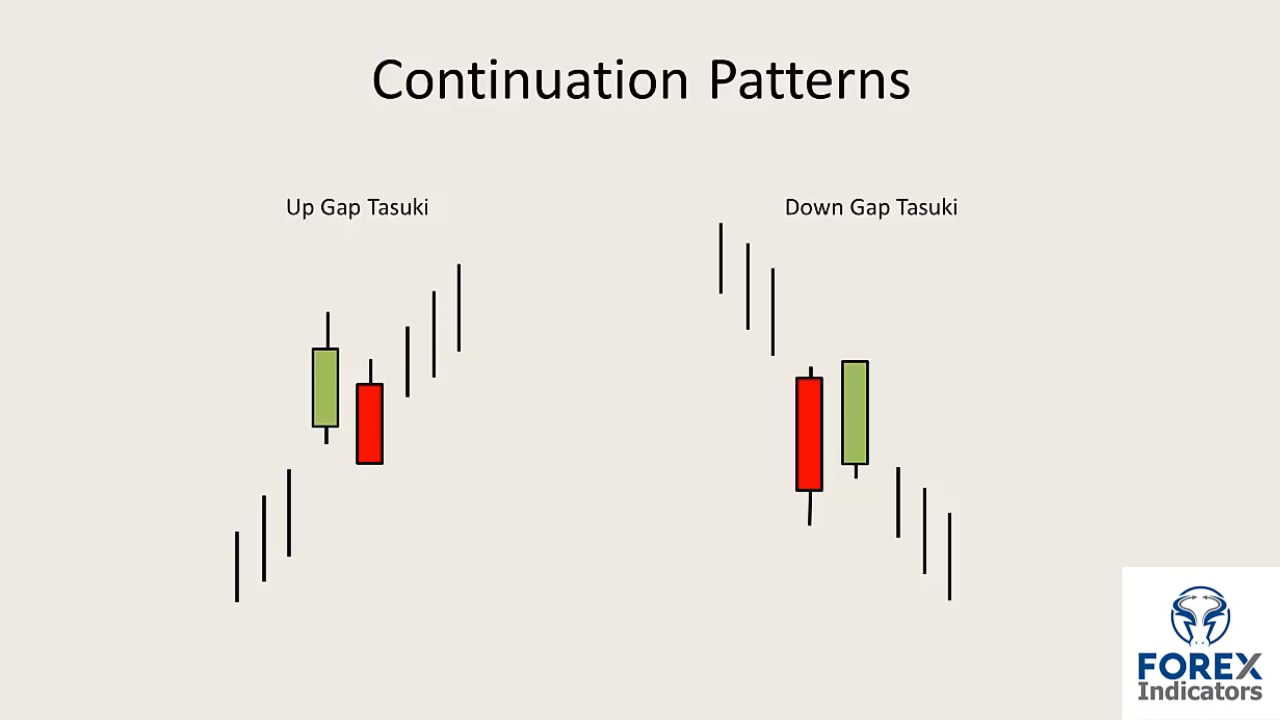 Continuation Patterns
Up Gap Tasuki
Down Gap Tasuki
FOREX
Indicators